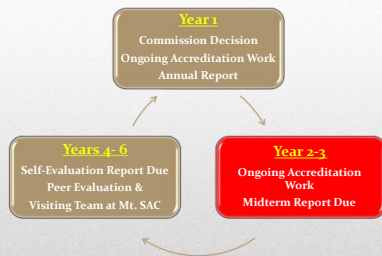 Year 1
Commission Decision
Ongoing Accreditation Work
Annual Report
Years 4- 6
Self-Evaluation Report Due
Peer Evaluation &
Visiting Team at Mt. SAC
Year 2-3
Ongoing Accreditation
Work
Midterm Report Due